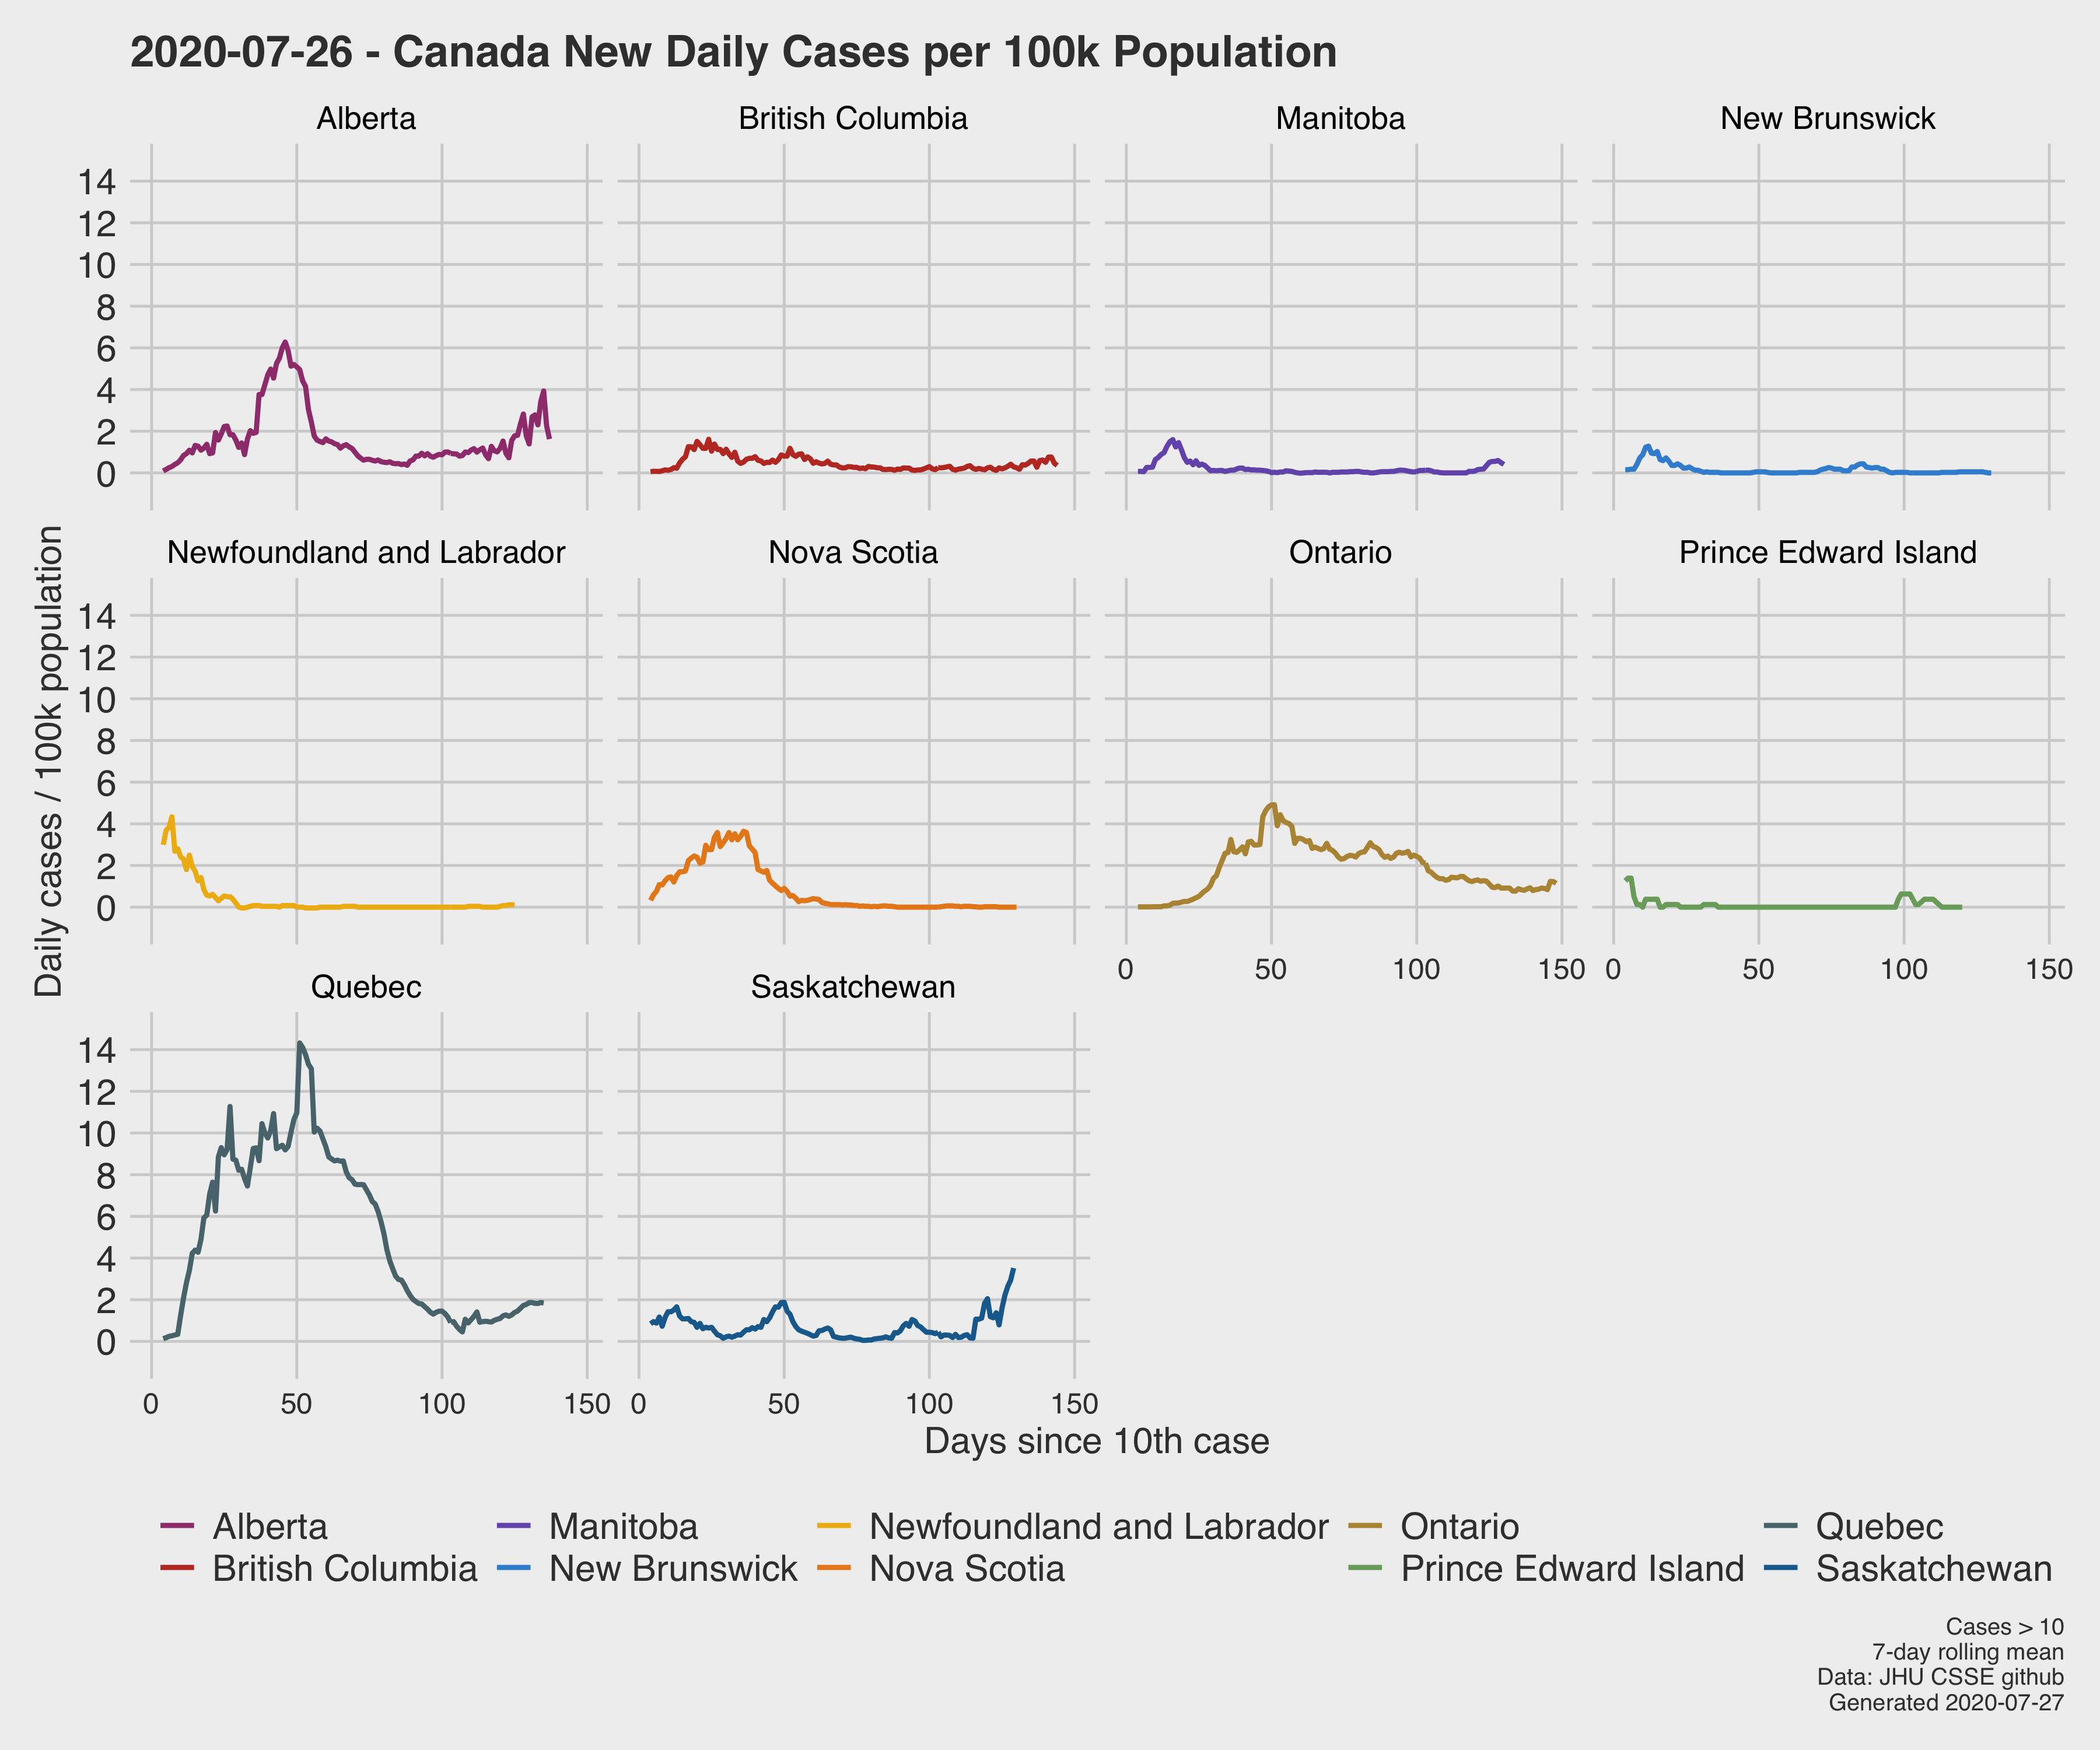 2020-07-26 - Canada New Daily Cases per 100k Population
Alberta
British Columbia
Manitoba
New Brunswick
14
12
10
8
6
4
2
0
Newfoundland and Labrador
Nova Scotia
Ontario
Prince Edward Island
14
12
10
8
6
4
2
0
0 50 100 150
0 50 100 150
Daily cases / 100k population
Quebec
Saskatchewan
14
12
10
8
6
4
2
0
0 50 100 150
0 50 100 150
Days since 10th case
Alberta
Manitoba
Newfoundland and Labrador
Ontario
Quebec
British Columbia
New Brunswick
Nova Scotia
Prince Edward Island
Saskatchewan
Cases > 10
7-day rolling mean
Data: JHU CSSE github
Generated 2020-07-27